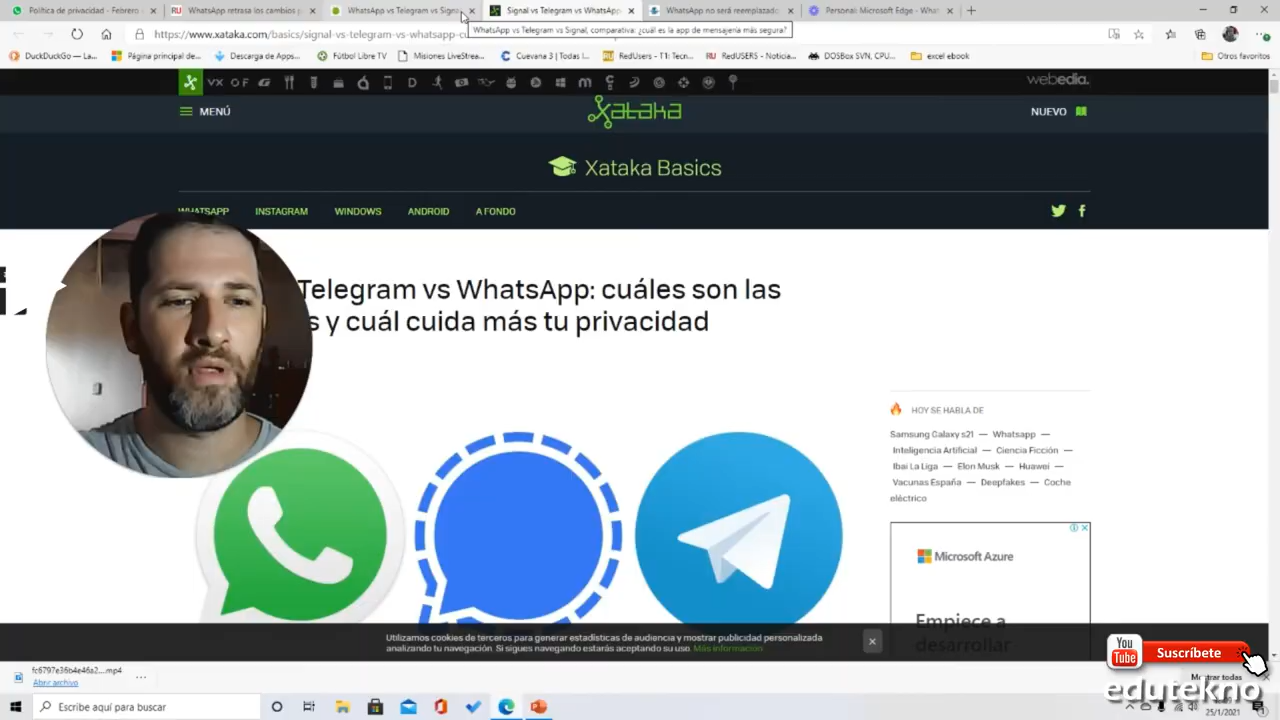 Política de privacidad - Febrero
Xataka retrasa los cambios
WhatsApp vs Telegram vs Signa
Signal vs Telegram vs WhatsApp
WhatsApp no será reemplazado
Personal: Microsoft Edge - Wha
WhatsApp vs Telegram vs Signal, comparativa: ¿cuál es la app de mensajería más segura?
https://www.xataka.com/basics/signal-vs-telegram-vs-whatsapp-c
DuckDuckGo — La...
Página principal de...
Descarga de Apps...
Fútbol Libre TV
Misiones LiveStrea...
Cuevana 3 | Todas l...
RedUsers - T1...
RedUSERS - Noticia...
DOSBox SVN, CPU...
excel ebook
Otros favoritos
webedia
MENÚ
xataka
NUEVO
Xataka Basics
WHATSAPP
INSTAGRAM
WINDOWS
ANDROID
A FONDO
Telegram vs WhatsApp: cuáles son las
s y cuál cuida más tu privacidad
HOY SE HABLA DE
Samsung Galaxy s21 — Whatsapp —
Inteligencia Artificial — Ciencia Ficción —
Ibai La Liga — Elon Musk — Huawei —
Vacunas España — Deepfakes — Coche
eléctrico
Microsoft Azure
Empiece a
desarrollar
Utilizamos cookies de terceros para generar estadísticas de audiencia y mostrar publicidad personalizada
analizando tu navegación. Si sigues navegando estarás aceptando su uso. Más información
You
Tube
Suscríbete
fc6797e36b4e46a2....mp4
Abrir archivo
Mostrar todas
edutekno
Escribe aquí para buscar
25/1/2021